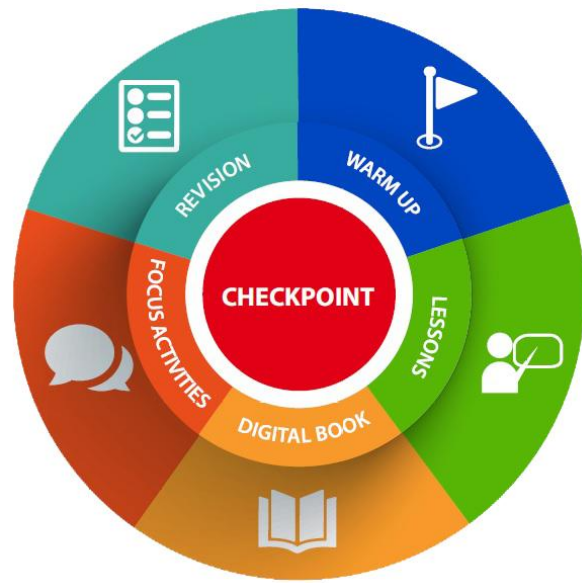 WARM UP
LESSONS
DIGITAL BOOK
FOCUS ACTIVITIES
REVISION
CHECKPOINT